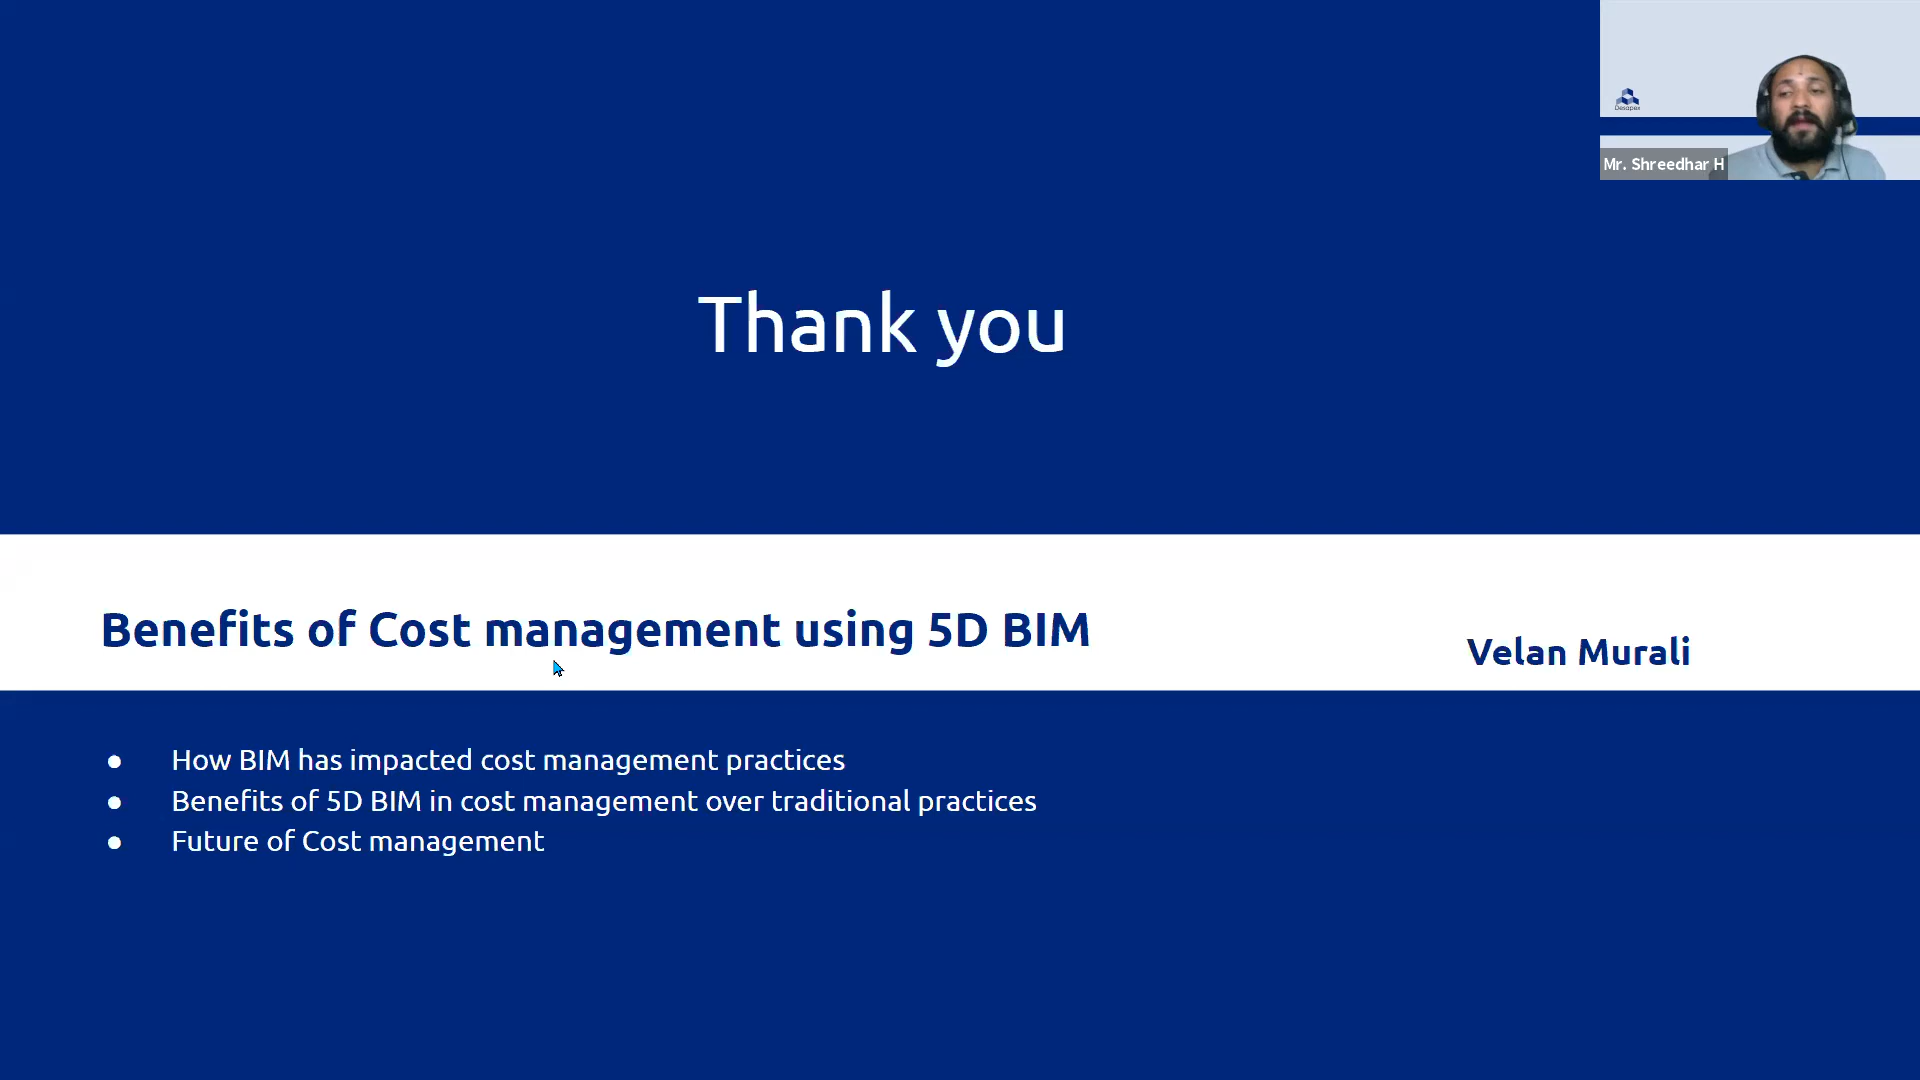 Desapex
Mr. Shreedhar H
Thank you
Benefits of Cost management using 5D BIM
Velan Murali
● How BIM has impacted cost management practices
● Benefits of 5D BIM in cost management over traditional practices
● Future of Cost management